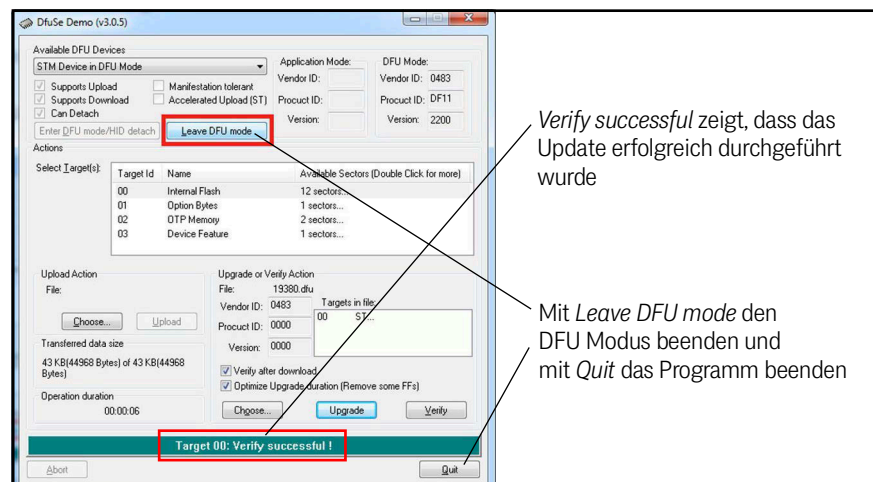 DfuSe Demo (v3.0.5)
Available DFU Devices
STM Device in DFU Mode
Supports Upload
Manifestation tolerant
Supports Download
Accelerated Upload (ST)
Can Detach
Enter DFU mode/HID detach
Leave DFU mode
Application Mode:
Vendor ID:
Procuct ID:
Version:
DFU Mode:
Vendor ID: 0483
Procuct ID: DF11
Version: 2200
Actions
Select Target(s):
Target Id Name Available Sectors (Double Click for more)
00 Internal Flash 12 sectors...
01 Option Bytes 1 sectors...
02 OTP Memory 2 sectors...
03 Device Feature 1 sectors...
Upload Action
File:
Choose...
Upload
Transferred data size
43 KB(44968 Bytes) of 43 KB(44968
Bytes)
Operation duration
00:00:06
Upgrade or Verify Action
File: 19380.dfu
Vendor ID: 0483
Procuct ID: 0000
Version: 0000
Targets in file:
00 ST...
Verify after download
Optimize Upgrade duration (Remove some FFs)
Choose...
Upgrade
Verify
Target 00: Verify successful !
Abort
Quit
Verify successful zeigt, dass das
Update erfolgreich durchgeführt
wurde
Mit Leave DFU mode den
DFU Modus beenden und
mit Quit das Programm beenden